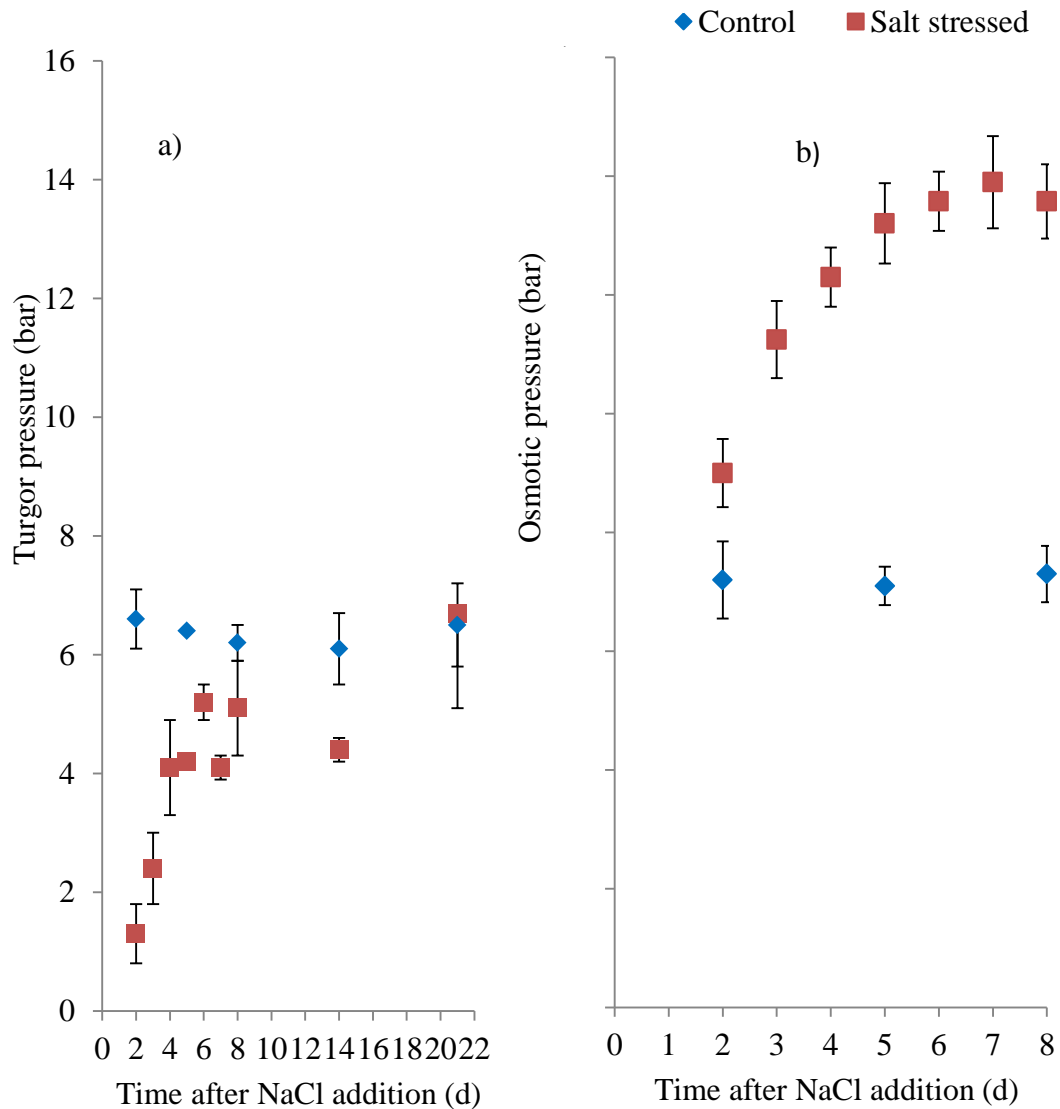 Control Salt stressed
a)
b)
Turgor pressure (bar)
16
14
12
10
8
6
4
2
0
0 2 4 6 8 10 12 14 16 18 20 22
Time after NaCl addition (d)
Osmotic pressure (bar)
0 1 2 3 4 5 6 7 8
Time after NaCl addition (d)